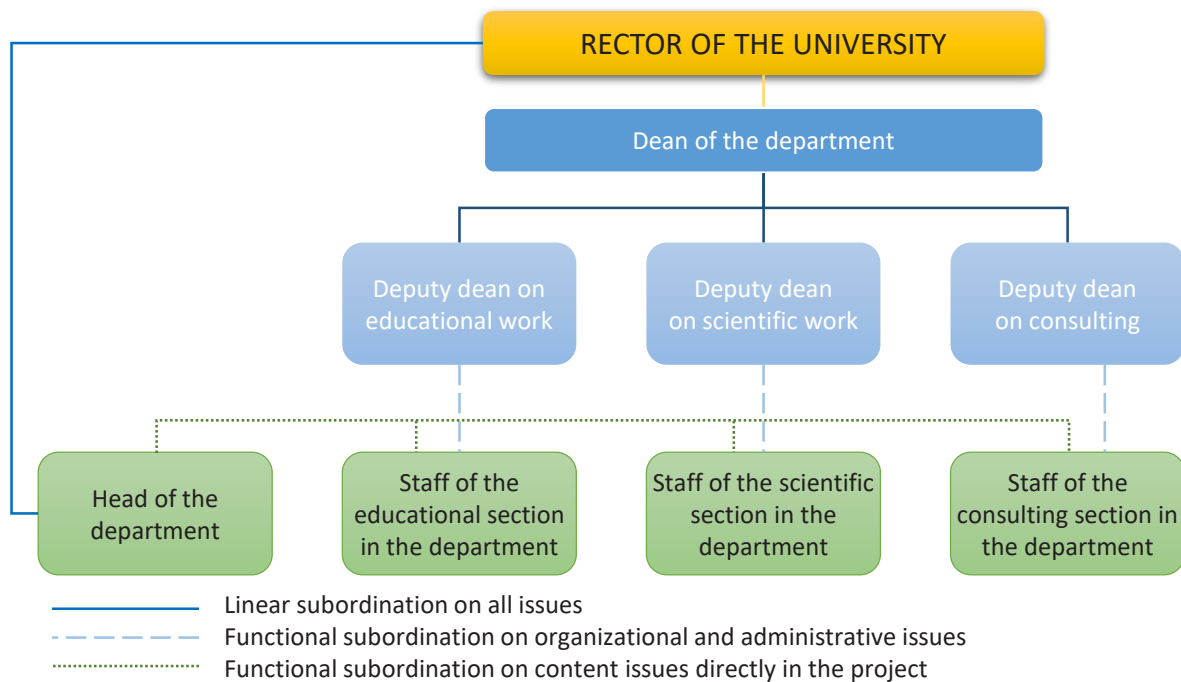 RECTOR OF THE UNIVERSITY
Dean of the department
Deputy dean on
educational work
Deputy dean
on scientific work
Deputy dean
on consulting
Head of the
department
Staff of the
educational section
in the department
Staff of the scientific
section in the
department
Staff of the
consulting section in
the department
Linear subordination on all issues
Functional subordination on organizational and administrative issues
Functional subordination on content issues directly in the project